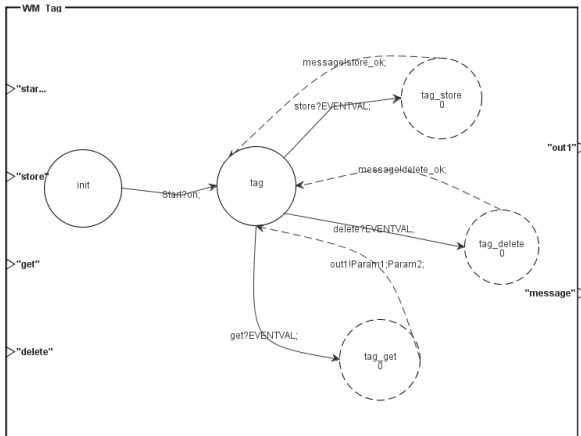 WM_Tag
message!store_ok;
"star...
tag_store
0
store?EVENTVAL;
"out1"
message!delete_ok;
"store"
init
tag
Start?on;
delete?EVENTVAL;
tag_delete
0
"get"
out1!Param1;Param2;
"message"
get?EVENTVAL;
"delete"
tag_get
0